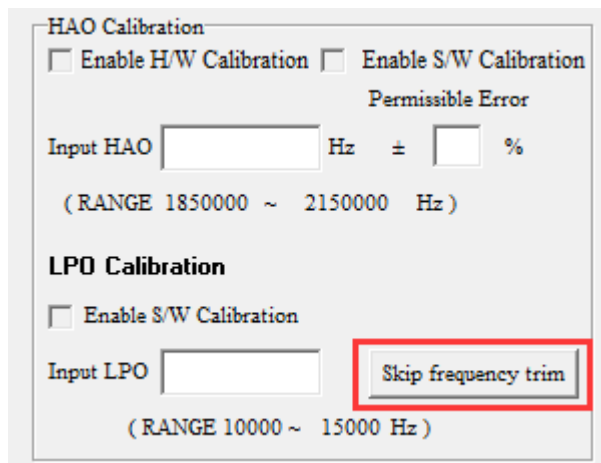 HAO Calibration
Enable H/W Calibration Enable S/W Calibration
Permissible Error
Input HAO Hz ± %
( RANGE 1850000 ~ 2150000 Hz )
LPO Calibration
Enable S/W Calibration
Input LPO Skip frequency trim
( RANGE 10000 ~ 15000 Hz )